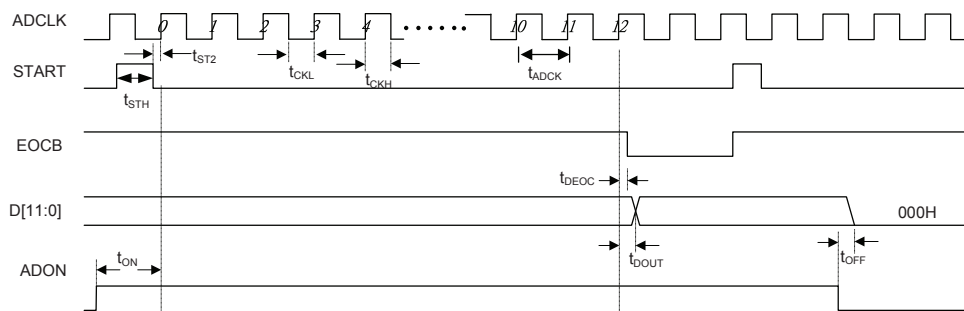 ADCLK 0 1 2 3 4 10 11 12
tST2 tCKL tCKH tADCK
START
tSTH
EOCB
tDEOC
D[11:0] 000H
tON tDOUT tOFF
ADON